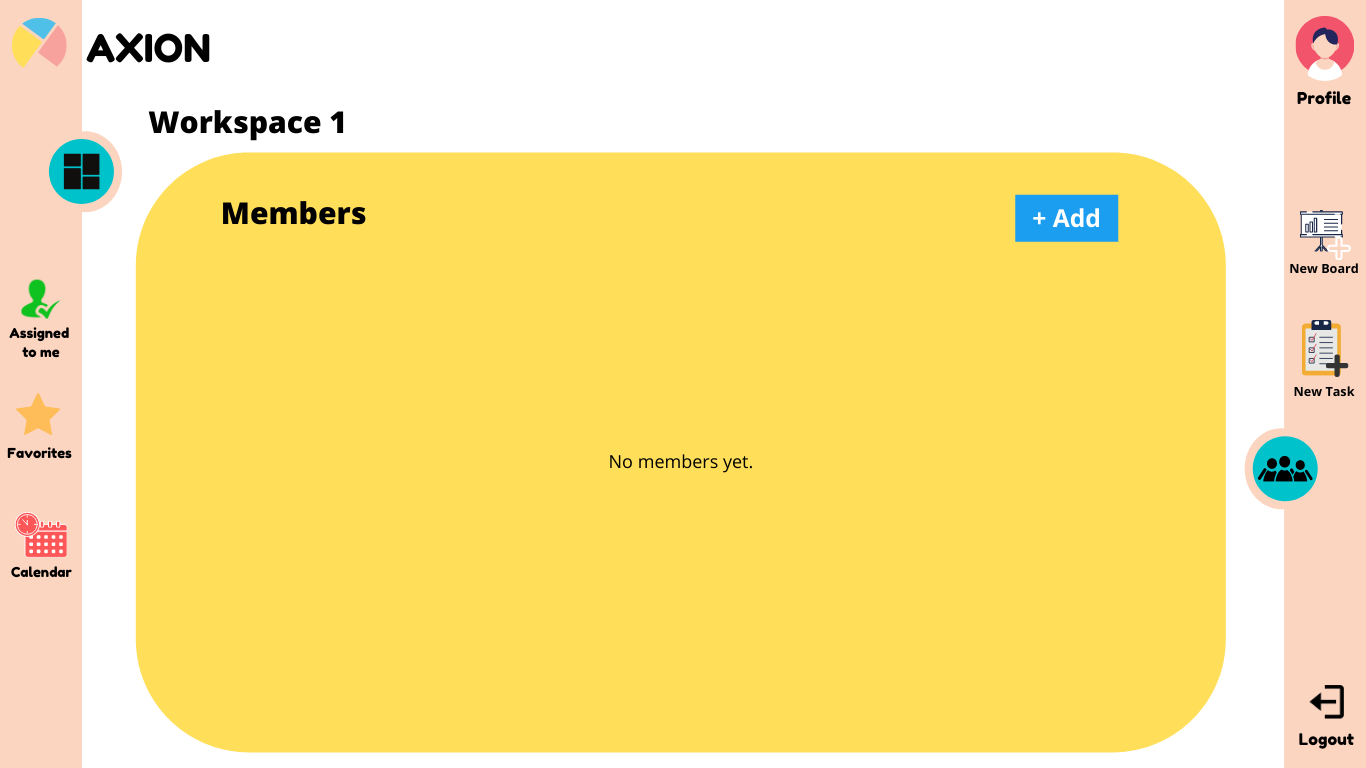 AXION
Profile
Workspace 1
Members
+ Add
New Board
Assigned
to me
New Task
Favorites
No members yet.
Calendar
Logout